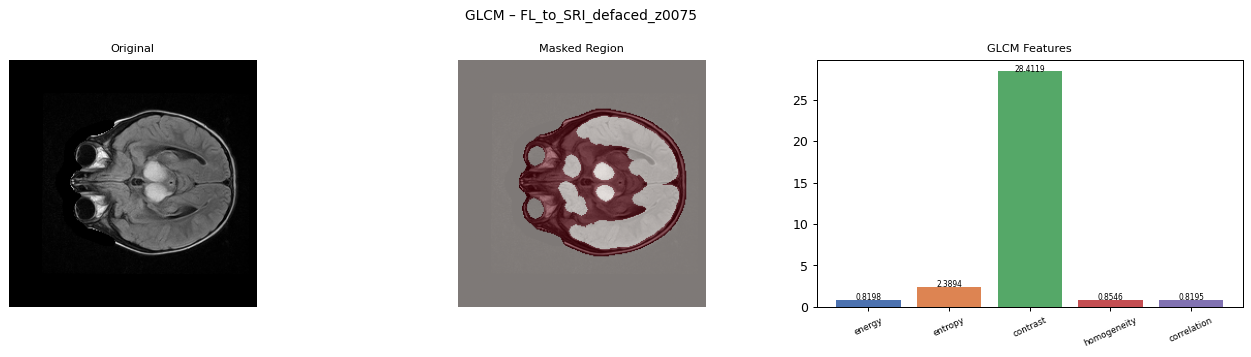 GLCM – FL_to_SRI_defaced_z0075
Original
Masked Region
GLCM Features
28.4119
25
20
15
10
5
0
0.8198
2.3894
0.8546
0.8195
energy
entropy
contrast
homogeneity
correlation